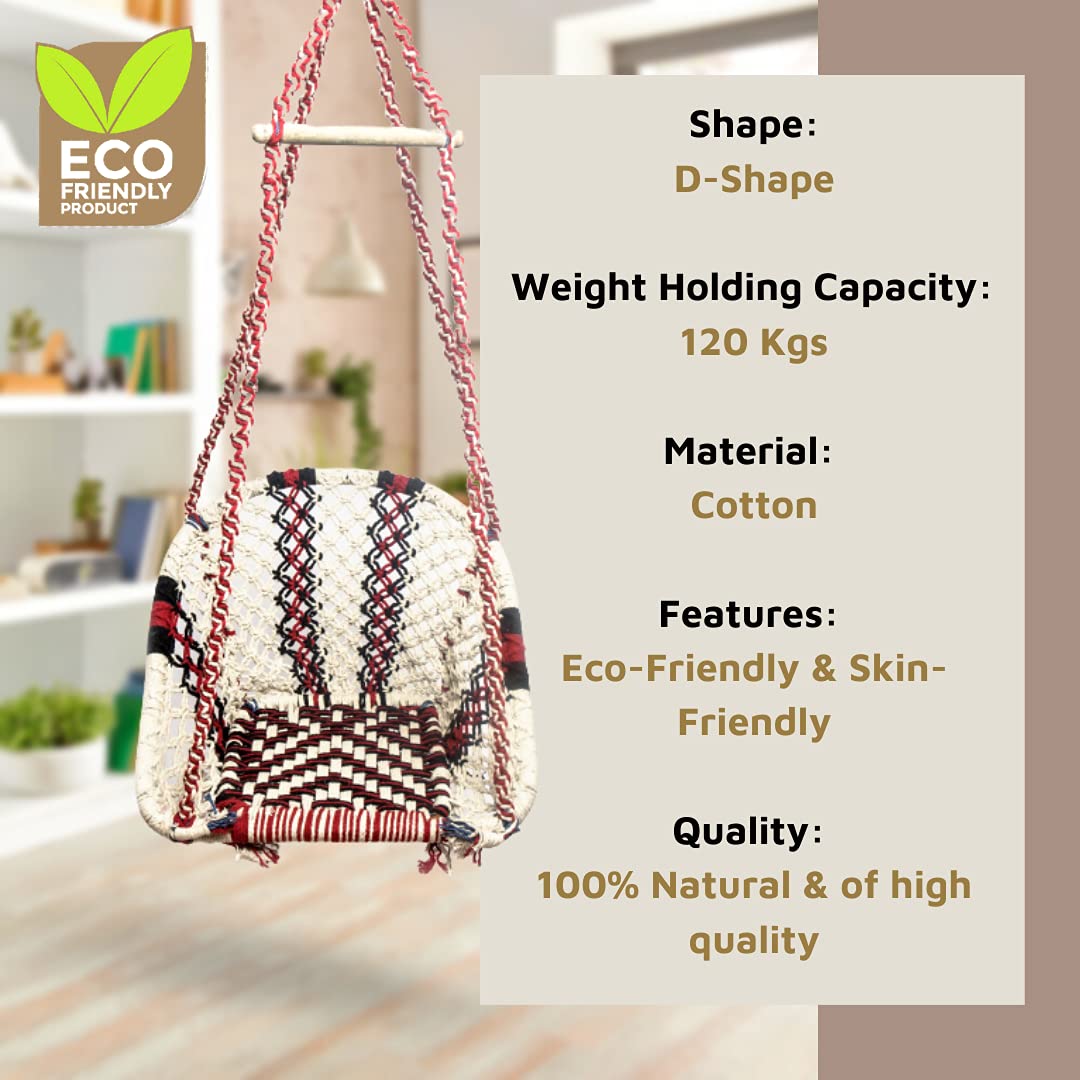 ECO
FRIENDLY
PRODUCT
Shape:
D-Shape
Weight Holding Capacity:
120 Kgs
Material:
Cotton
Features:
Eco-Friendly & Skin-
Friendly
Quality:
100% Natural & of high
quality